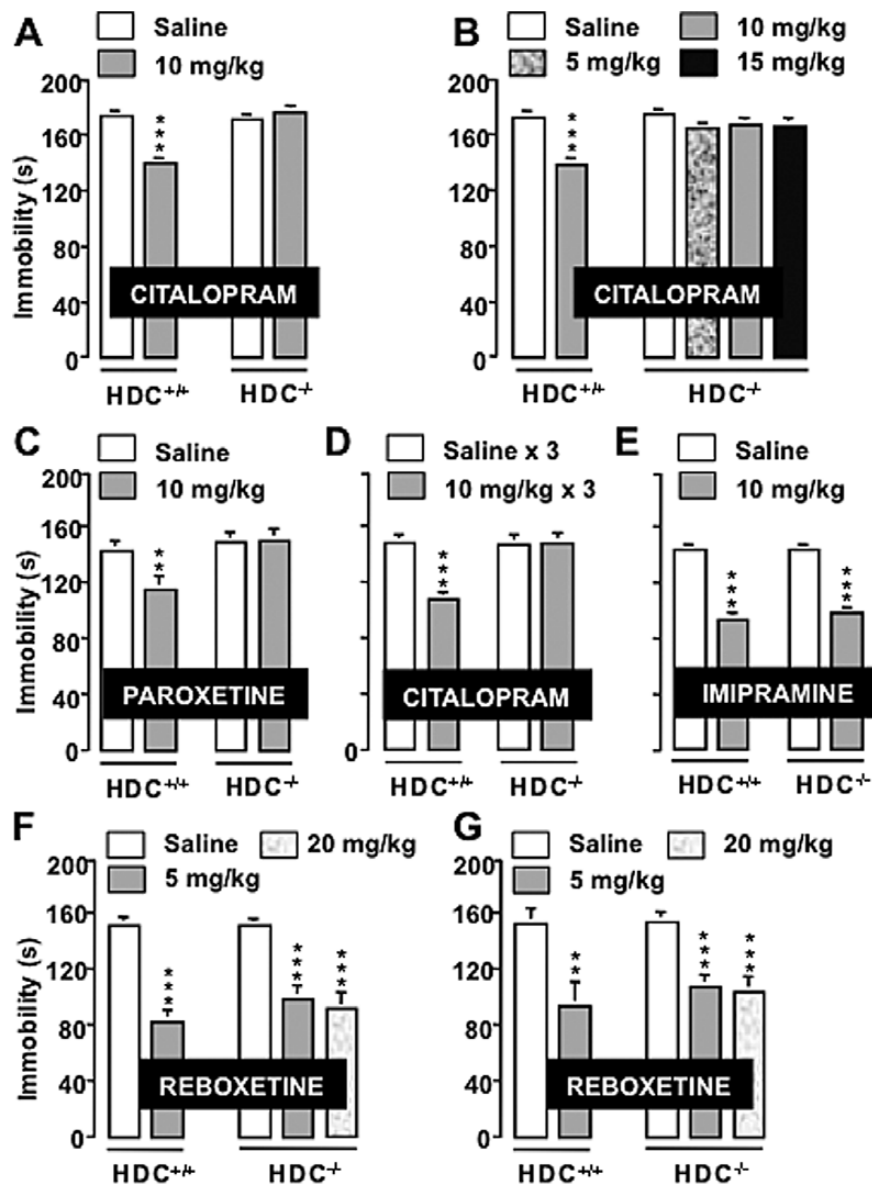 A
Saline
10 mg/kg
B
Saline
10 mg/kg
5 mg/kg
15 mg/kg
Immobility (s)
200
160
120
80
40
0
***
CITALOPRAM
HDC+/+
HDC-/-
200
160
120
80
40
0
***
CITALOPRAM
HDC+/+
HDC-/-
C
Saline
10 mg/kg
D
Saline x 3
10 mg/kg x 3
E
Saline
10 mg/kg
Immobility (s)
200
160
120
80
40
0
**
PAROXETINE
HDC+/+
HDC-/-
0
***
CITALOPRAM
HDC+/+
HDC-/-
***
***
IMIPRAMINE
HDC+/+
HDC-/-
F
Saline
20 mg/kg
5 mg/kg
G
Saline
20 mg/kg
5 mg/kg
Immobility (s)
200
160
120
80
40
0
***
***
***
REBOXETINE
HDC+/+
HDC-/-
200
160
120
80
40
0
**
***
***
REBOXETINE
HDC+/+
HDC-/-